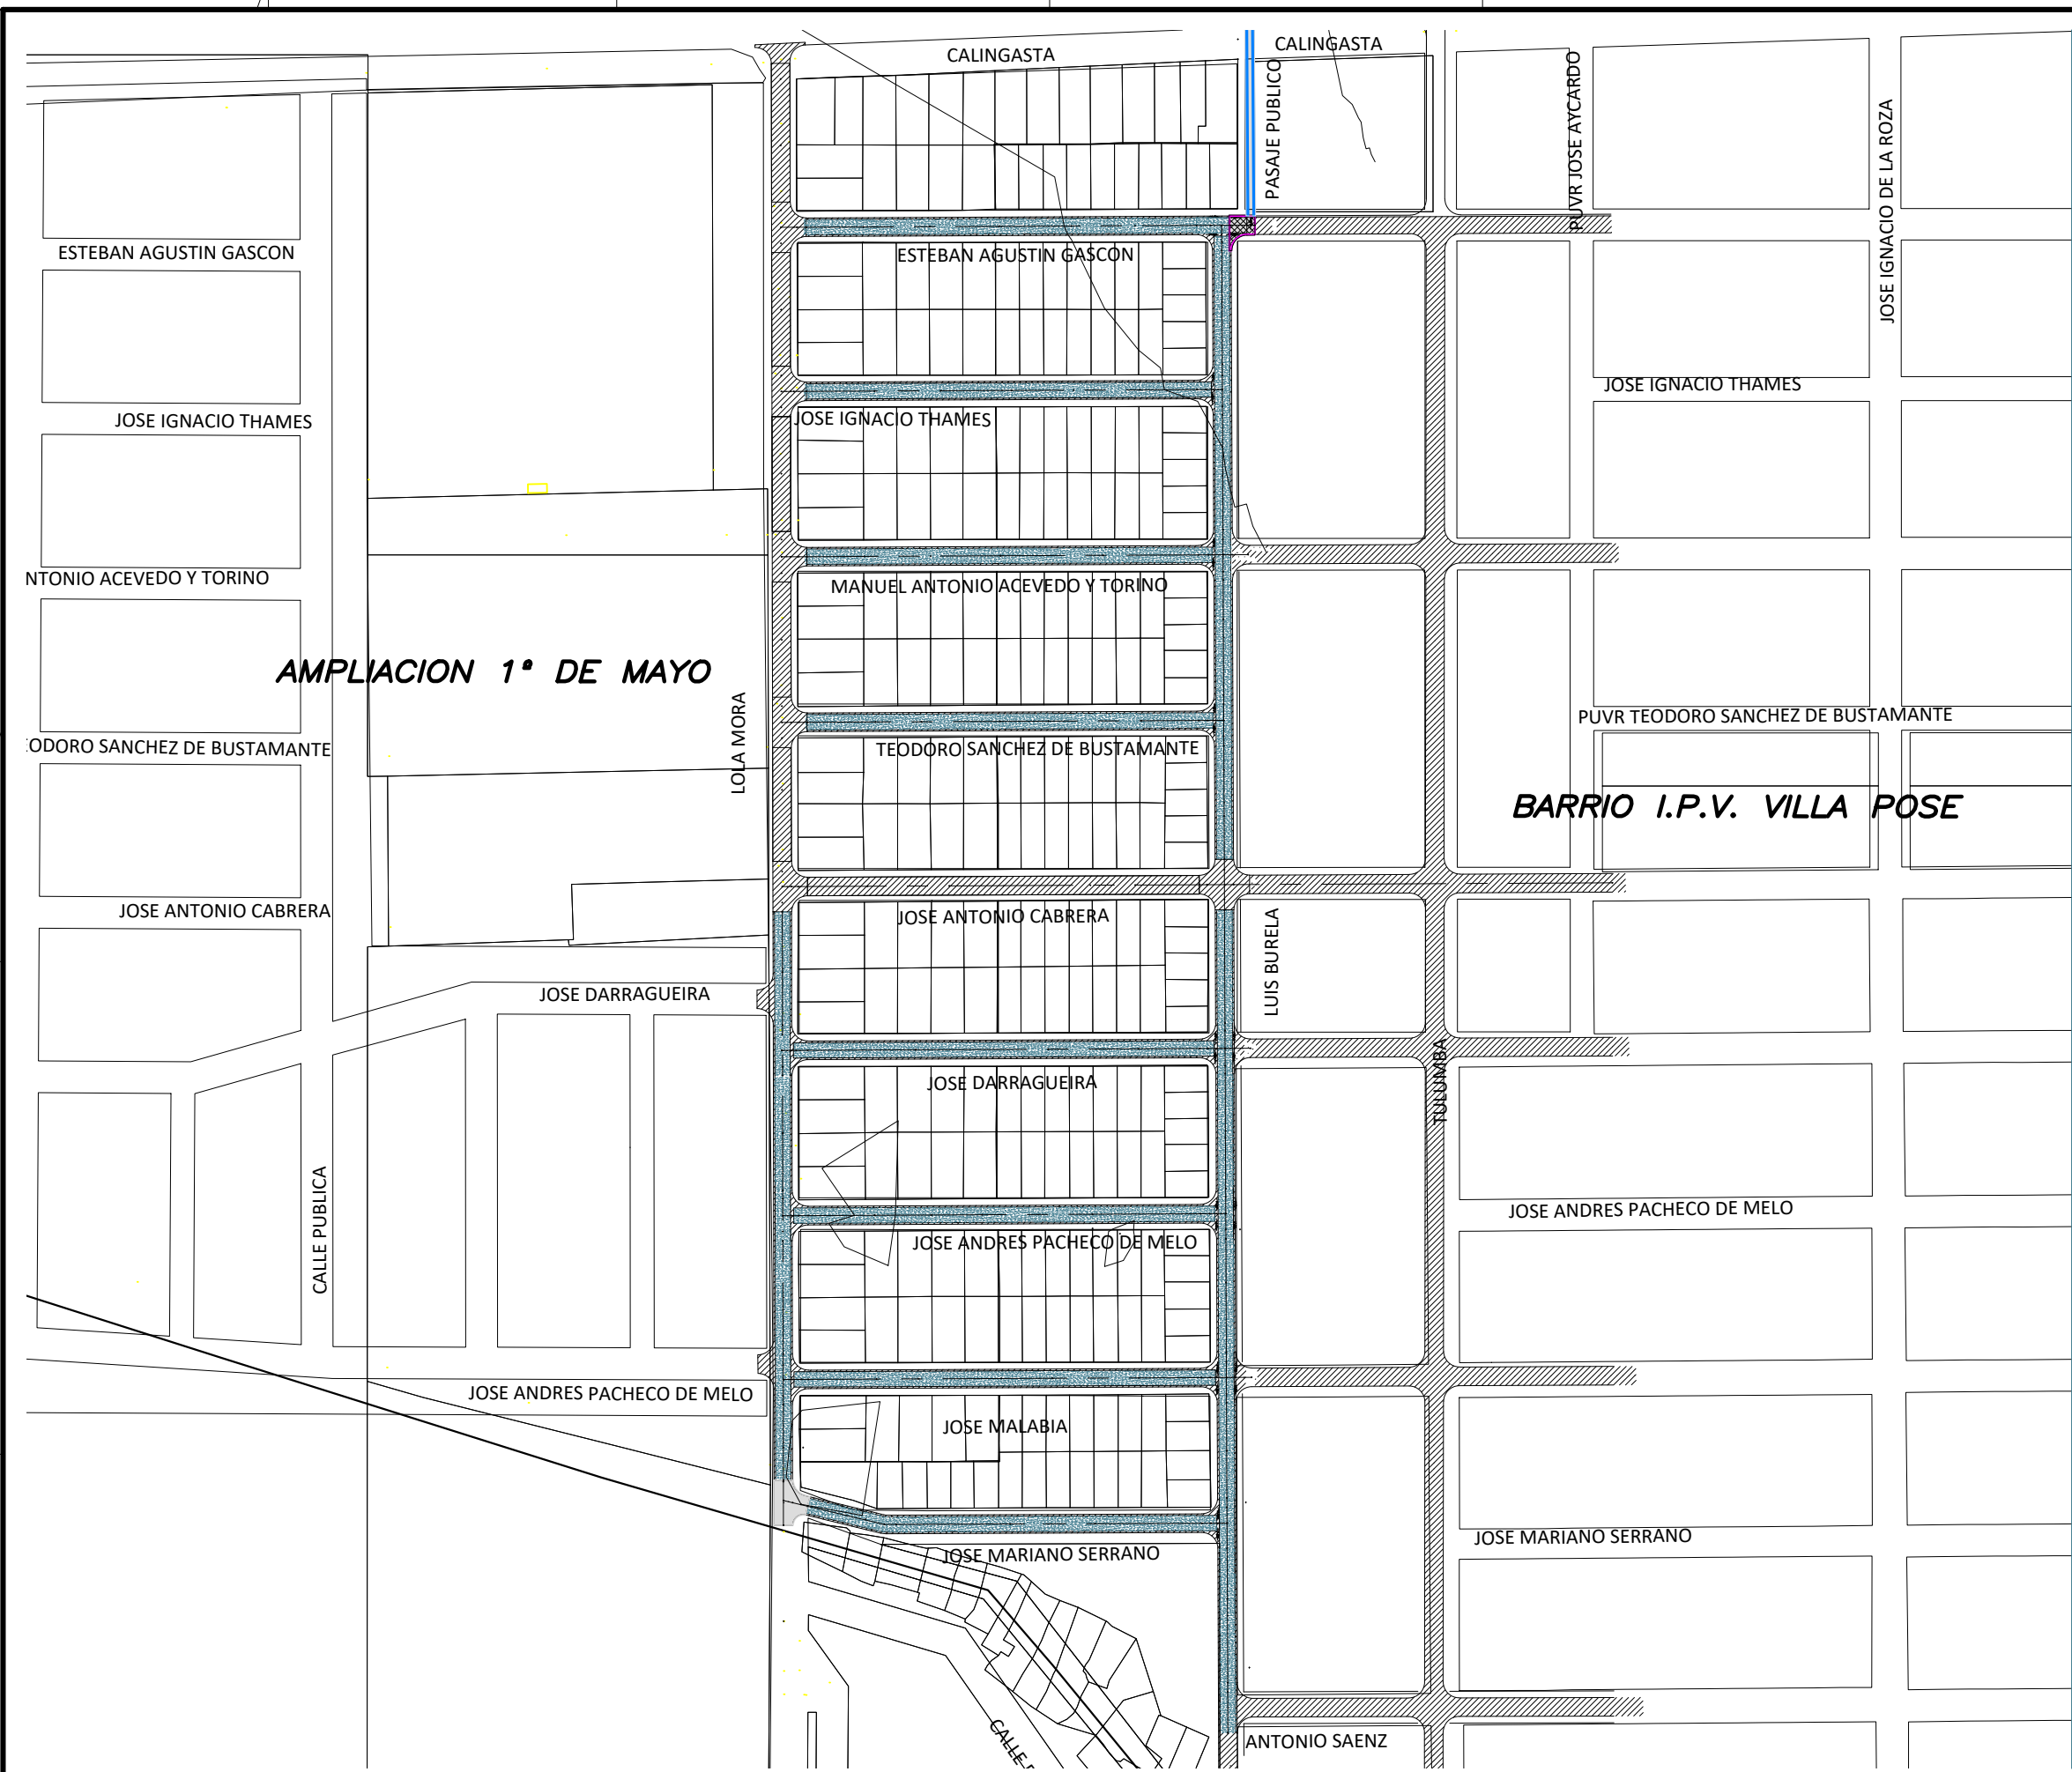 CALINGASTA
CALINGASTA
PASAJE PUBLICO
PUVR JOSE AYCARDO
JOSE IGNACIO DE LA ROZA
ESTEBAN AGUSTIN GASCON
ESTEBAN AGUSTIN GASCON
JOSE IGNACIO THAMES
JOSE IGNACIO THAMES
JOSE IGNACIO THAMES
NTONIO ACEVEDO Y TORINO
MANUEL ANTONIO ACEVEDO Y TORINO
AMPLIACION 1ª DE MAYO
LOLA MORA
PUVR TEODORO SANCHEZ DE BUSTAMANTE
EODORO SANCHEZ DE BUSTAMANTE
TEODORO SANCHEZ DE BUSTAMANTE
BARRIO I.P.V. VILLA POSE
JOSE ANTONIO CABRERA
JOSE ANTONIO CABRERA
LUIS BURELA
JOSE DARRAGUEIRA
JOSE DARRAGUEIRA
TULUMBA
CALLE PUBLICA
JOSE ANDRES PACHECO DE MELO
JOSE ANDRES PACHECO DE MELO
JOSE ANDRES PACHECO DE MELO
JOSE MALABIA
JOSE MARIANO SERRANO
JOSE MARIANO SERRANO
CALLE
ANTONIO SAENZ